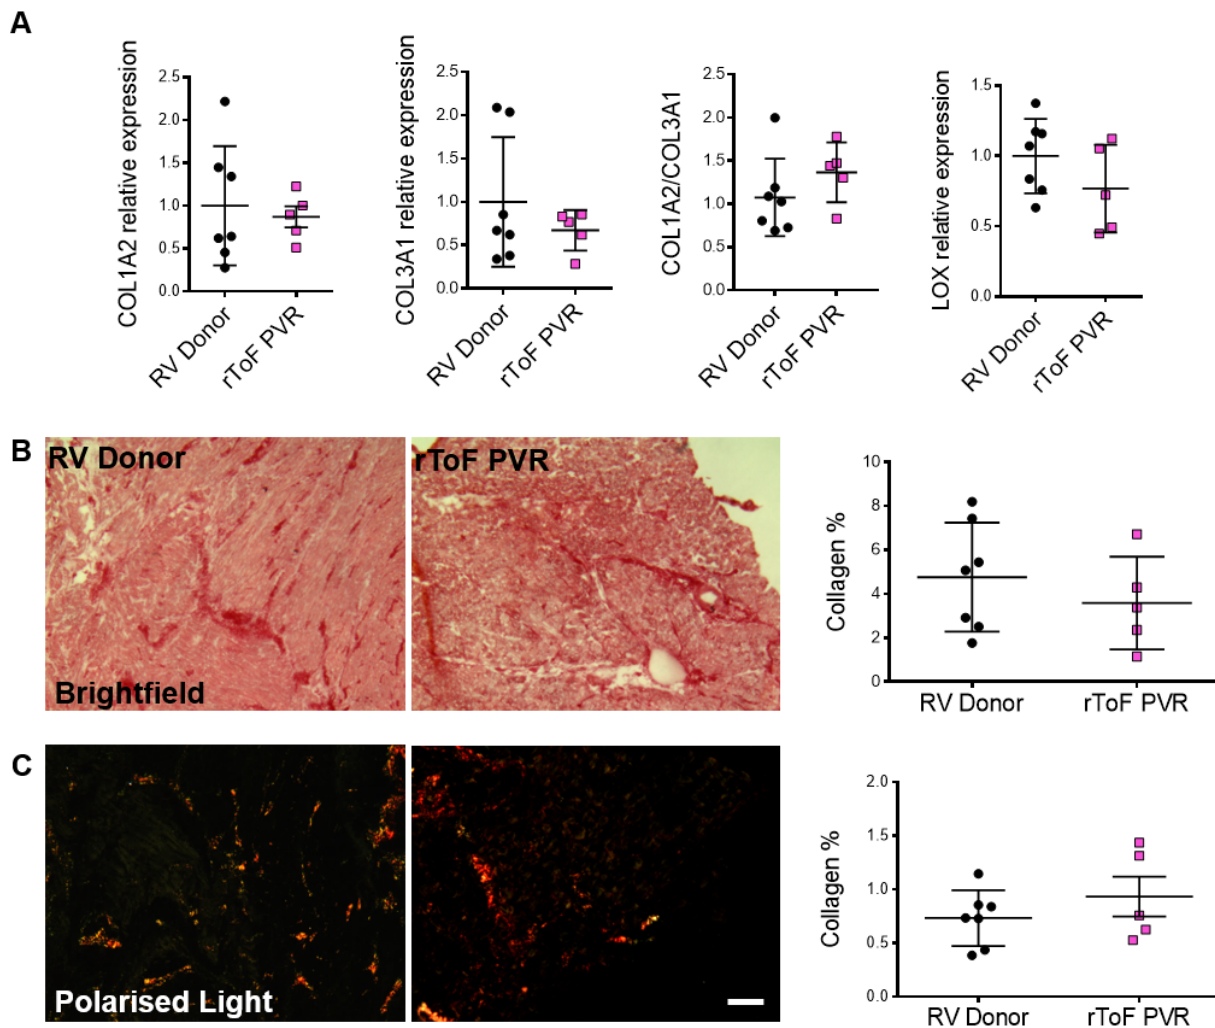 A
COL1A2 relative expression
2.5
2.0
1.5
1.0
0.5
0.0
RV Donor
rToF PVR
COL3A1 relative expression
2.5
2.0
1.5
1.0
0.5
0.0
RV Donor
rToF PVR
COL1A2/COL3A1
2.5
2.0
1.5
1.0
0.5
0.0
RV Donor
rToF PVR
LOX relative expression
1.5
1.0
0.5
0.0
RV Donor
rToF PVR
B
RV Donor
Brightfield
rToF PVR
Collagen %
10
8
6
4
2
0
RV Donor
rToF PVR
C
Polarised Light
Collagen %
2.0
1.5
1.0
0.5
0.0
RV Donor
rToF PVR